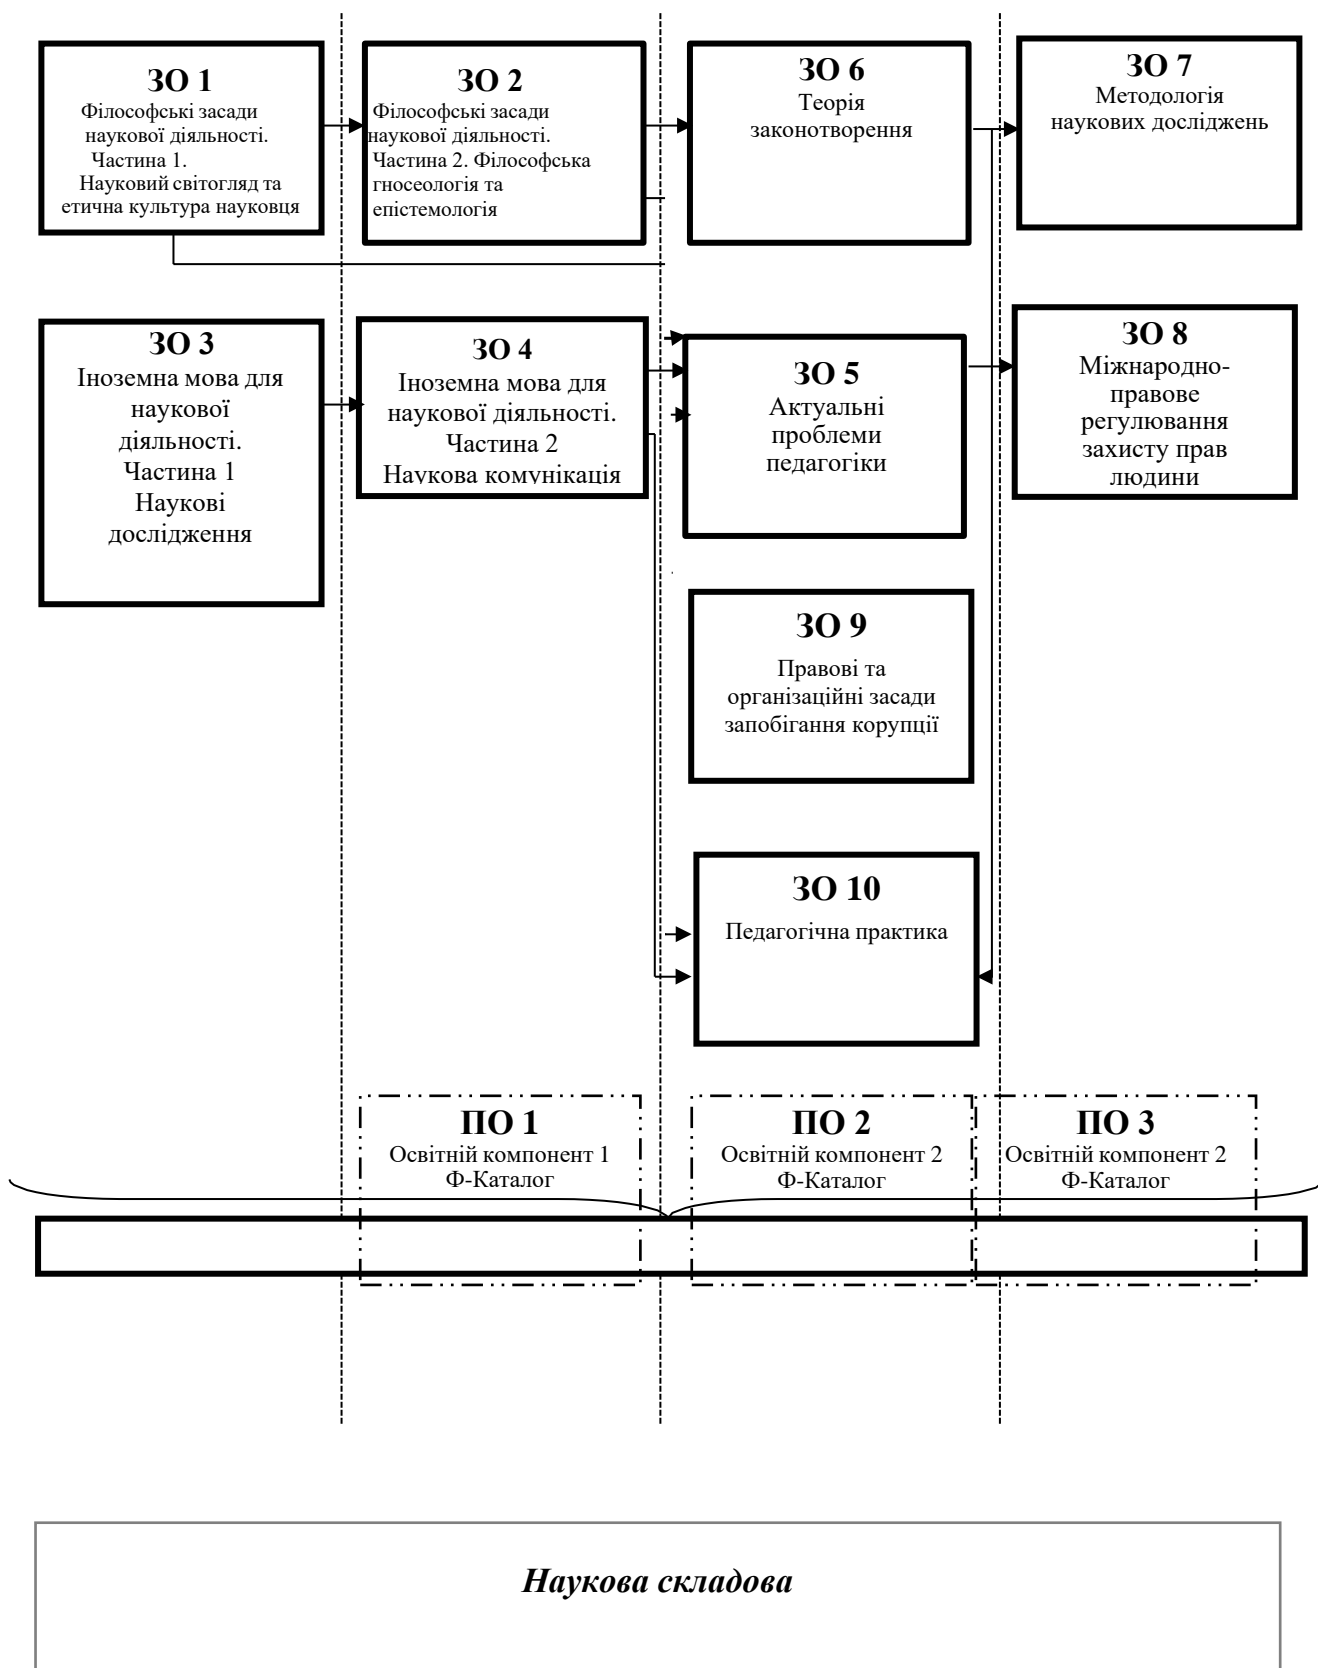 ЗО 1
Філософські засади
наукової діяльності.
Частина 1.
Науковий світогляд та
етична культура науковця
ЗО 2
Філософські засади
наукової діяльності.
Частина 2. Філософська
гносеологія та
епістемологія
ЗО 6
Теорія
законотворення
ЗО 7
Методологія
наукових досліджень
ЗО 3
Іноземна мова для
наукової
діяльності.
Частина 1
Наукові
дослідження
ЗО 4
Іноземна мова для
наукової діяльності.
Частина 2
Наукова комунікація
ЗО 5
Актуальні
проблеми
педагогіки
ЗО 8
Міжнародно-
правове
регулювання
захисту прав
людини
ЗО 9
Правові та
організаційні засади
запобігання корупції
ЗО 10
Педагогічна практика
ПО 1
Освітній компонент 1
Ф-Каталог
ПО 2
Освітній компонент 2
Ф-Каталог
ПО 3
Освітній компонент 2
Ф-Каталог
Наукова складова